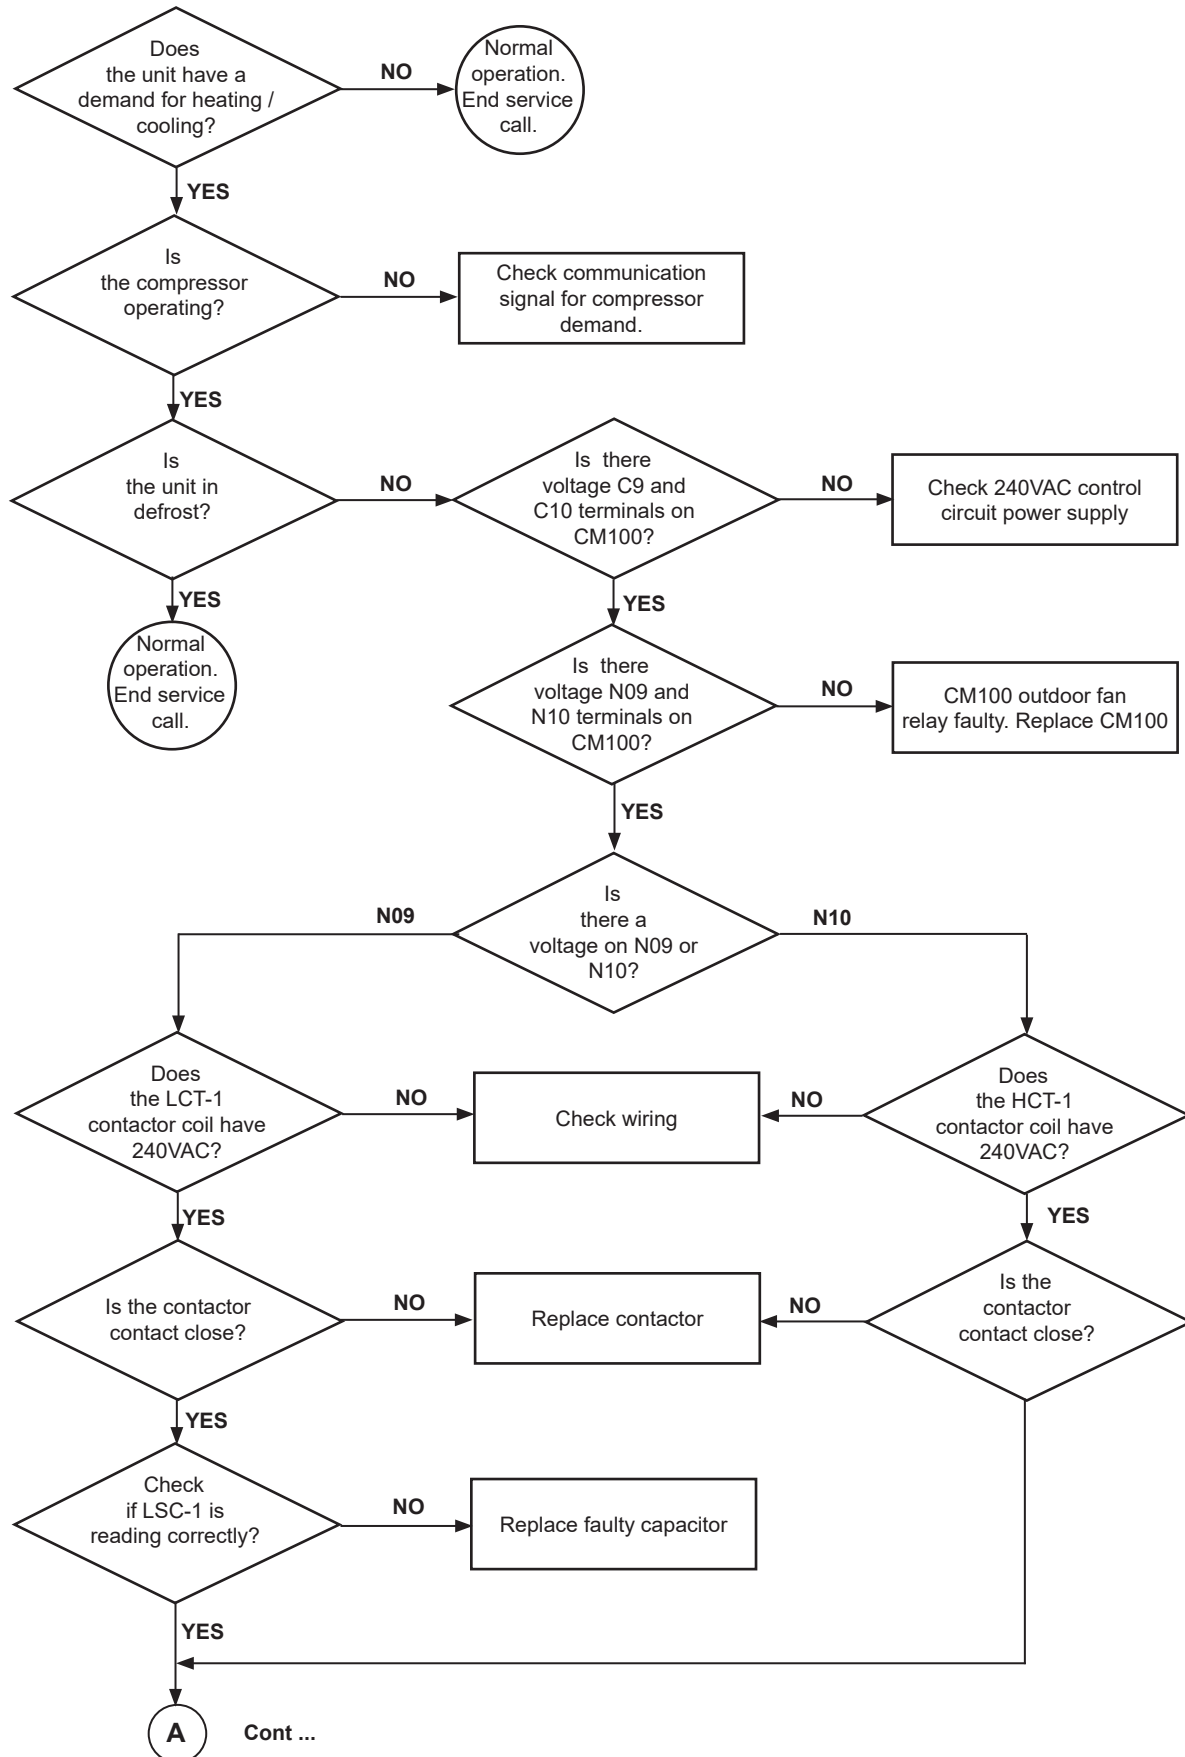 Does
the unit have a
demand for heating /
cooling?
NO
Normal
operation.
End service
call.
YES
Is
the compressor
operating?
NO
Check communication
signal for compressor
demand.
YES
Is
the unit in
defrost?
NO
Is there
voltage C9 and
C10 terminals on
CM100?
NO
Check 240VAC control
circuit power supply
YES
Normal
operation.
End service
call.
YES
Is there
voltage N09 and
N10 terminals on
CM100?
NO
CM100 outdoor fan
relay faulty. Replace CM100
YES
Is
there a
voltage on N09 or
N10?
N09
N10
Does
the LCT-1
contactor coil have
240VAC?
NO
Check wiring
NO
Does
the HCT-1
contactor coil have
240VAC?
YES
YES
Is the contactor
contact close?
NO
Replace contactor
NO
Is the
contactor
contact close?
YES
Check
if LSC-1 is
reading correctly?
NO
Replace faulty capacitor
YES
A
Cont ...